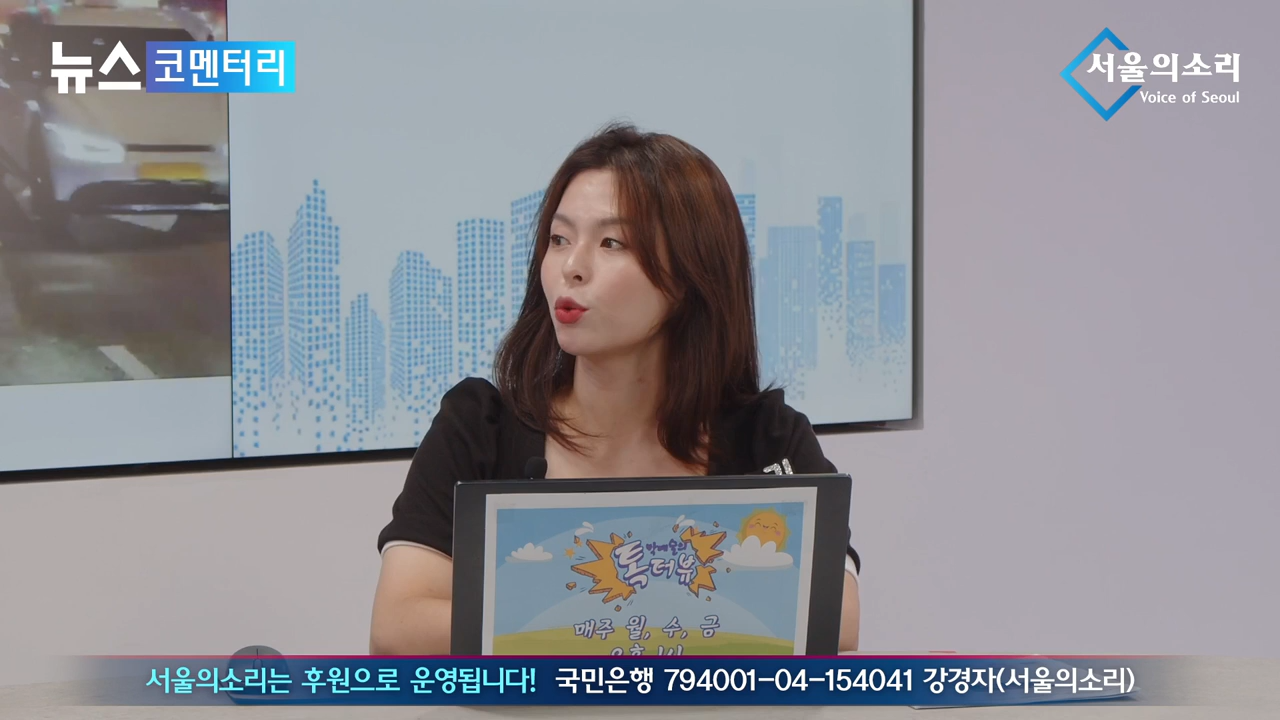 뉴스 코멘터리
서울의소리
Voice of Seoul
톡터뷰
매주 월, 수, 금
서울의소리는 후원으로 운영됩니다! 국민은행 794001-04-154041 강경자(서울의소리)